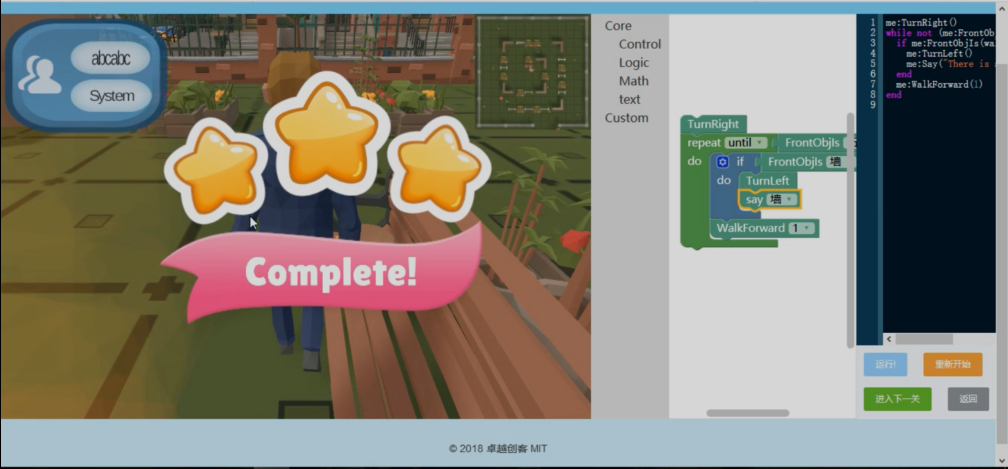 abcabc
System
Complete!
Core
Control
Logic
Math
text
Custom
TurnRight
repeat until FrontObjIs
do if FrontObjIs 墙
do TurnLeft
say 墙
WalkForward 1
1 me:TurnRight()
2 while not (me:FrontOb
3 if me:FrontObjIs(wa
4 me:TurnLeft()
5 me:Say("There is
6 end
7 me:WalkForward(1)
8 end
9
运行!
重新开始
进入下一关
返回
© 2018 卓越创客 MIT